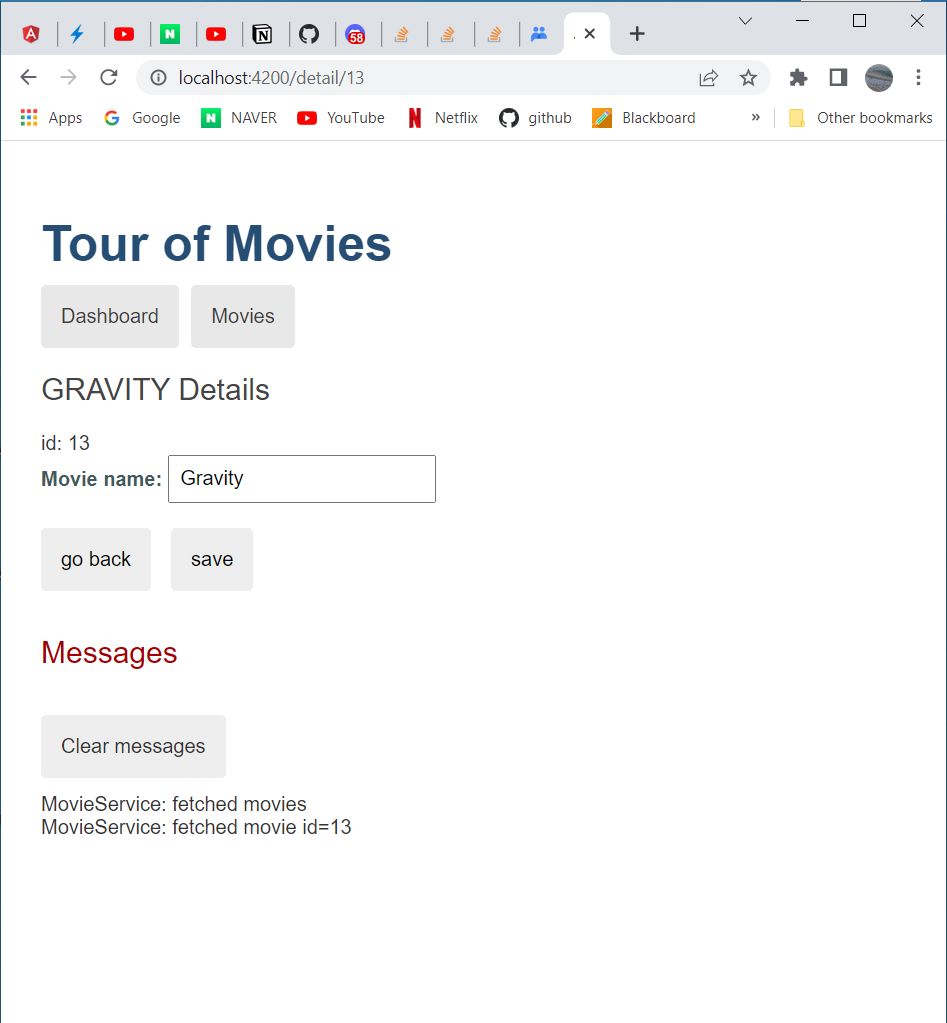 58
localhost:4200/detail/13
Apps Google NAVER YouTube Netflix github Blackboard » Other bookmarks
Tour of Movies
Dashboard Movies
GRAVITY Details
id: 13
Movie name: Gravity
go back save
Messages
Clear messages
MovieService: fetched movies
MovieService: fetched movie id=13